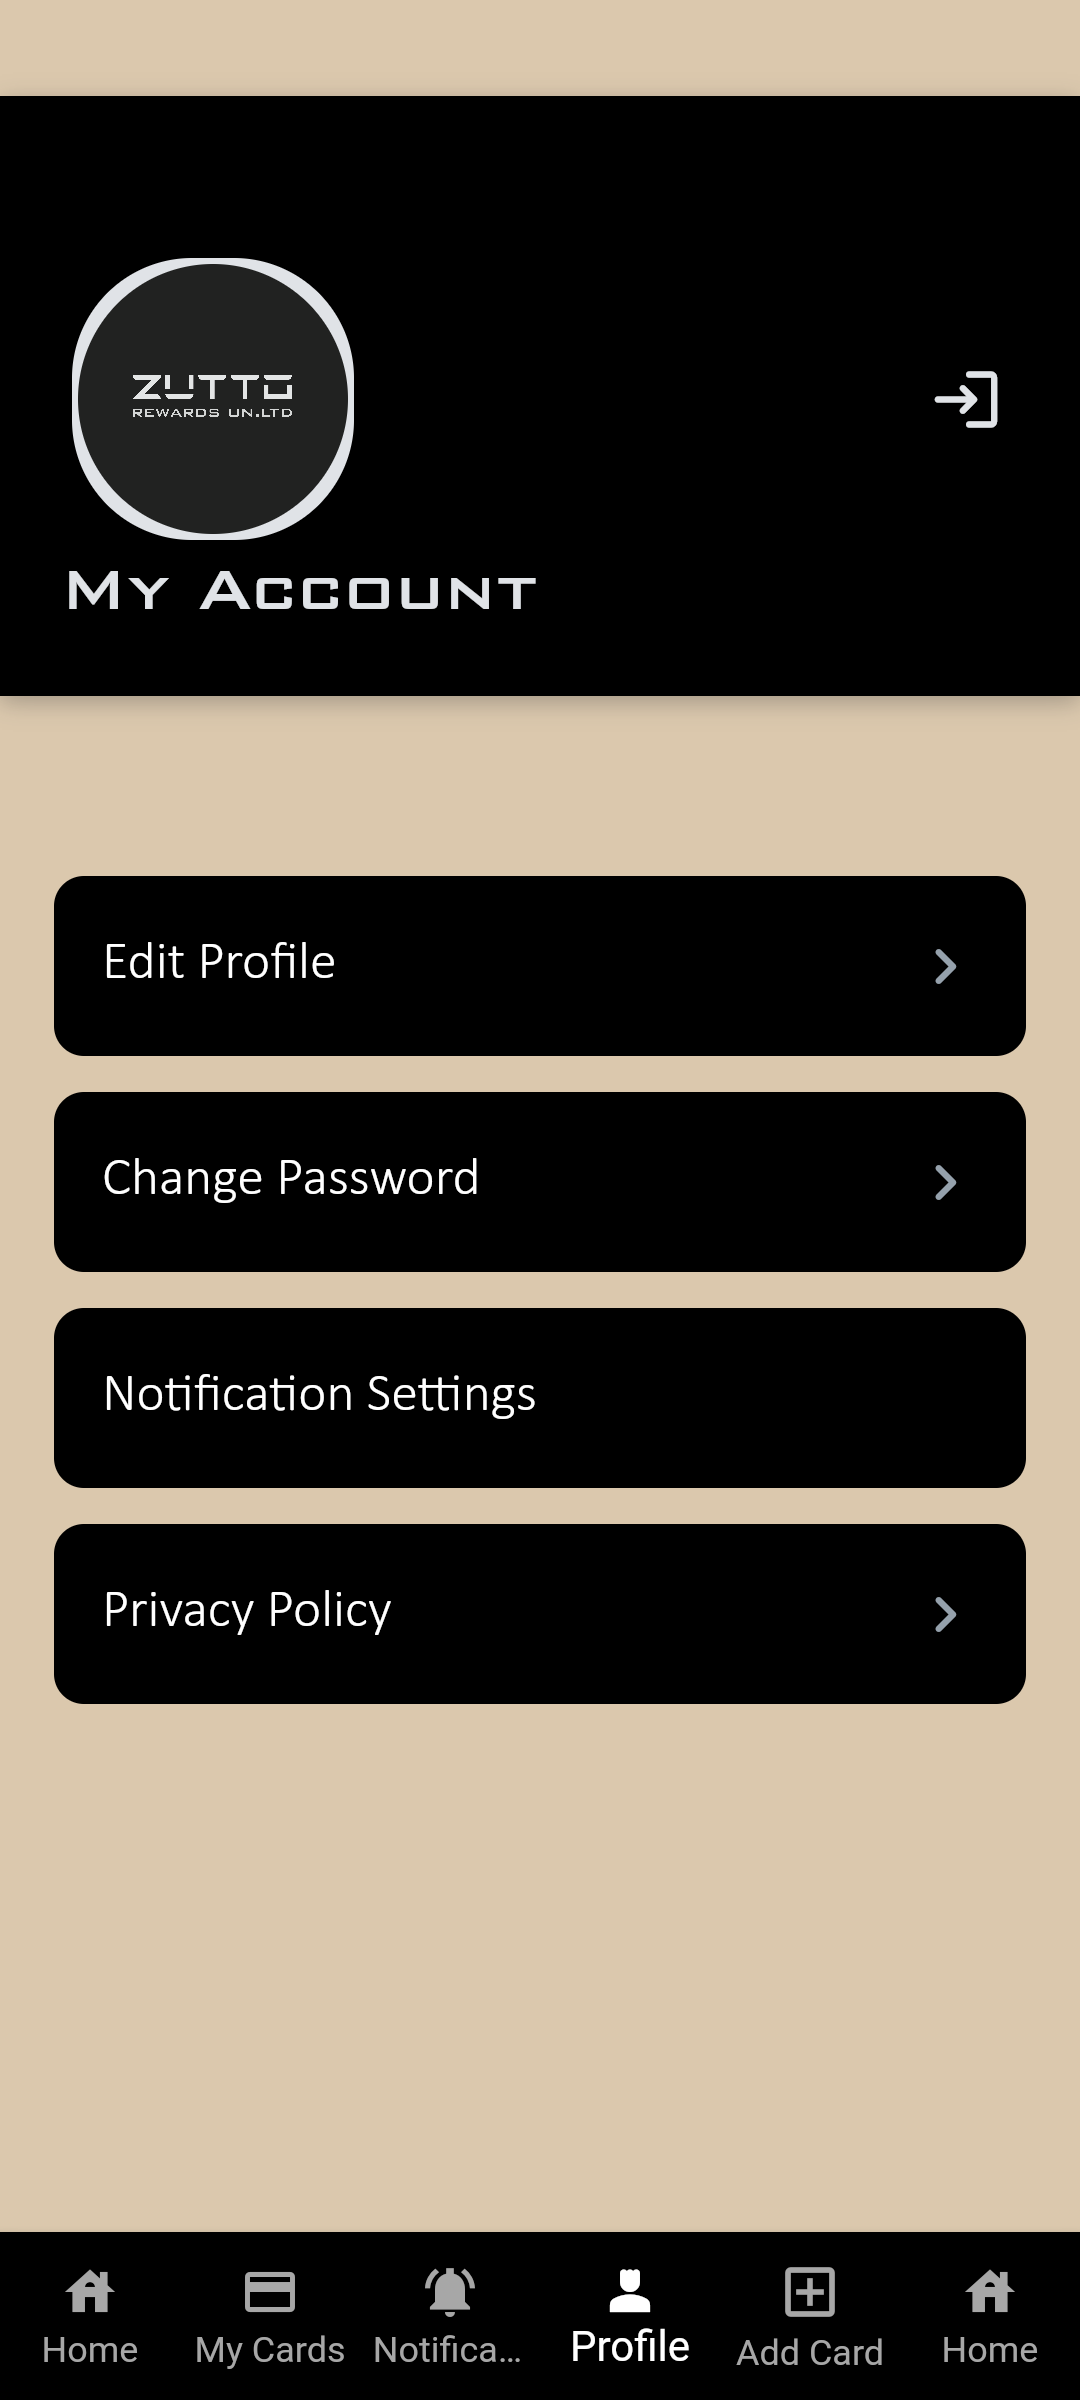 ZUTTO
REWARDS UN.LTD
My Account
Edit Profile
Change Password
Notification Settings
Privacy Policy
Home
My Cards
Notifica...
Profile
Add Card
Home